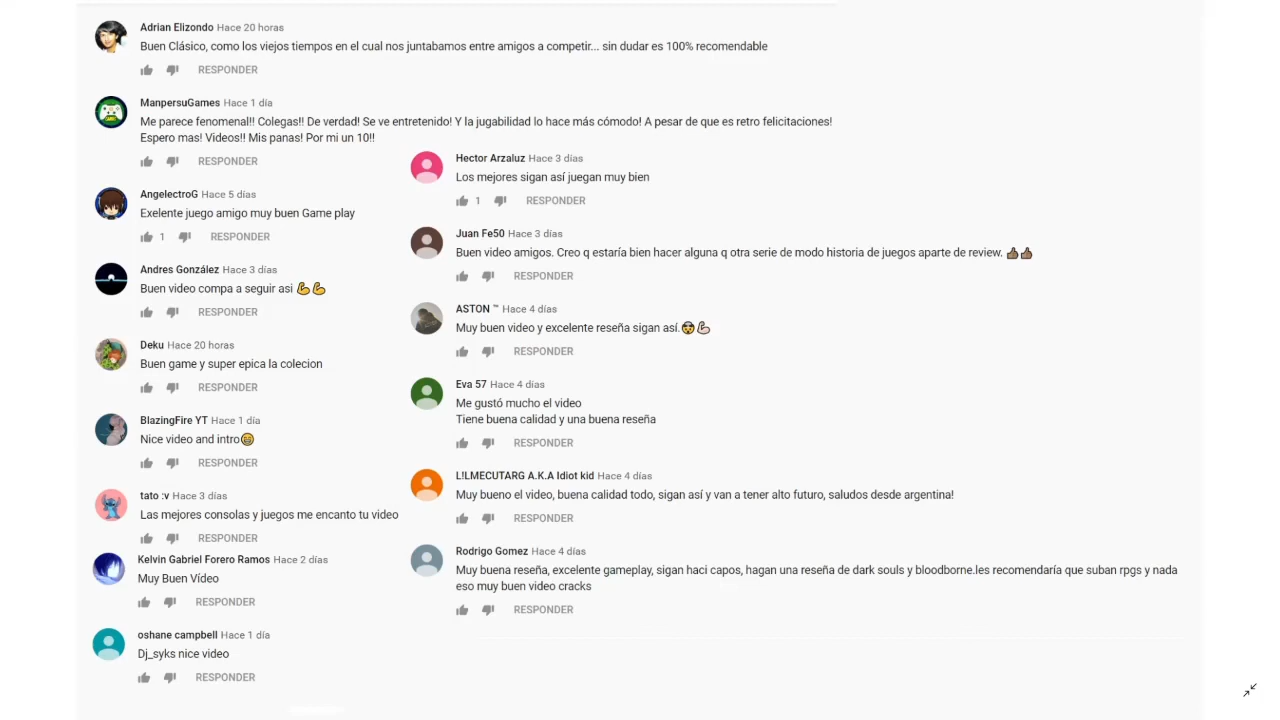 Adrian Elizondo Hace 20 horas
Buen Clásico, como los viejos tiempos en el cual nos juntabamos entre amigos a competir... sin dudar es 100% recomendable
RESPONDER
ManpersuGames Hace 1 día
Me parece fenomenal!! Colegas!! De verdad! Se ve entretenido! Y la jugabilidad lo hace más cómodo! A pesar de que es retro felicitaciones!
Espero mas! Videos!! Mis panas! Por mi un 10!!
RESPONDER
AngelectroG Hace 5 días
Exelente juego amigo muy buen Game play
1 RESPONDER
Andres González Hace 3 días
Buen video compa a seguir asi 💪💪
RESPONDER
Deku Hace 20 horas
Buen game y super epica la colecion
RESPONDER
BlazingFire YT Hace 1 día
Nice video and intro😁
RESPONDER
tato :v Hace 3 días
Las mejores consolas y juegos me encanto tu video
RESPONDER
Kelvin Gabriel Forero Ramos Hace 2 días
Muy Buen Vídeo
RESPONDER
oshane campbell Hace 1 día
Dj_syks nice video
RESPONDER
Hector Arzaluz Hace 3 días
Los mejores sigan así juegan muy bien
1 RESPONDER
Juan Fe50 Hace 3 días
Buen video amigos. Creo q estaría bien hacer alguna q otra serie de modo historia de juegos aparte de review. 👍🏾👍🏾
RESPONDER
ASTON ™ Hace 4 días
Muy buen video y excelente reseña sigan así.😵💪🏻
RESPONDER
Eva 57 Hace 4 días
Me gustó mucho el video
Tiene buena calidad y una buena reseña
RESPONDER
L!LMECUTARG A.K.A Idiot kid Hace 4 días
Muy bueno el video, buena calidad todo, sigan así y van a tener alto futuro, saludos desde argentina!
RESPONDER
Rodrigo Gomez Hace 4 días
Muy buena reseña, excelente gameplay, sigan haci capos, hagan una reseña de dark souls y bloodborne.les recomendaría que suban rpgs y nada
eso muy buen video cracks
RESPONDER